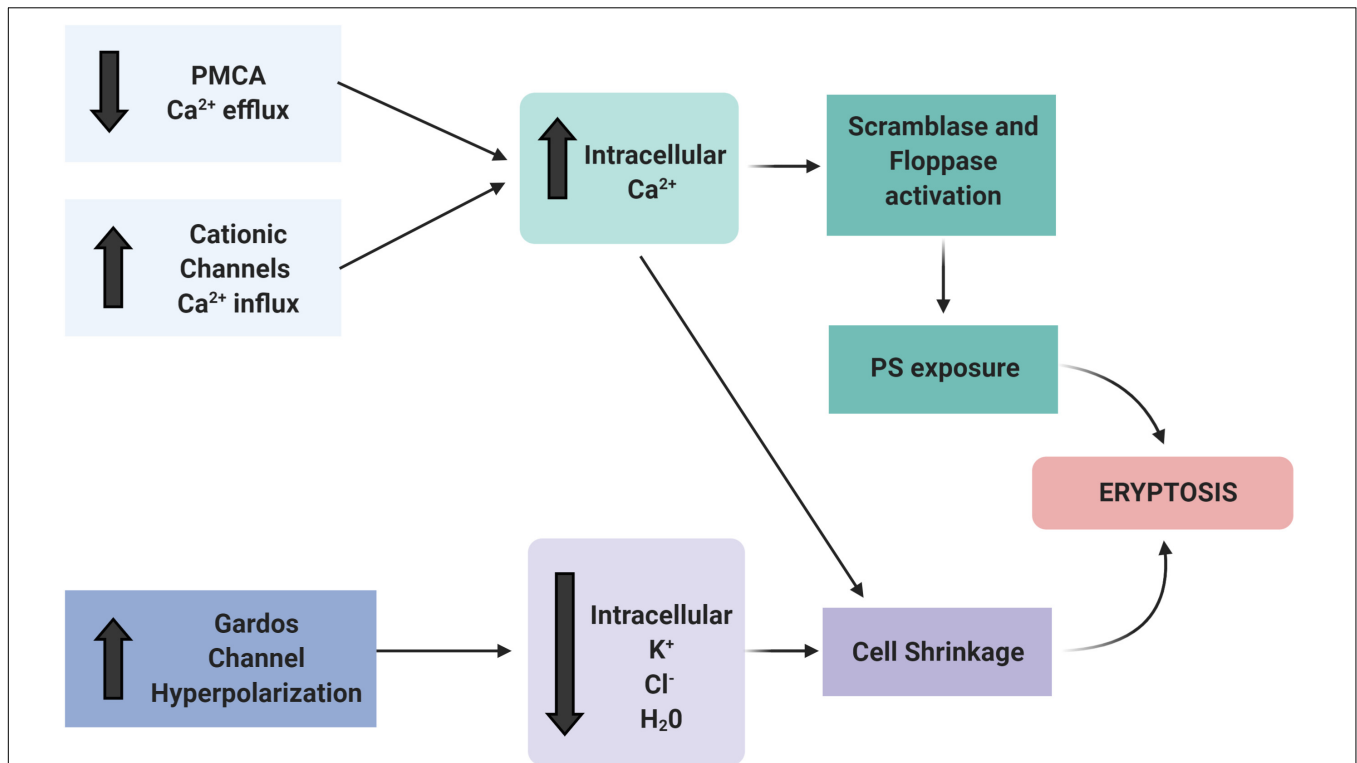 PMCA
Ca²⁺ efflux
Cationic
Channels
Ca²⁺ influx
Intracellular
Ca²⁺
Scramblase and
Floppase
activation
PS exposure
ERYPTOSIS
Gardos
Channel
Hyperpolarization
Intracellular
K⁺
Cl⁻
H₂0
Cell Shrinkage